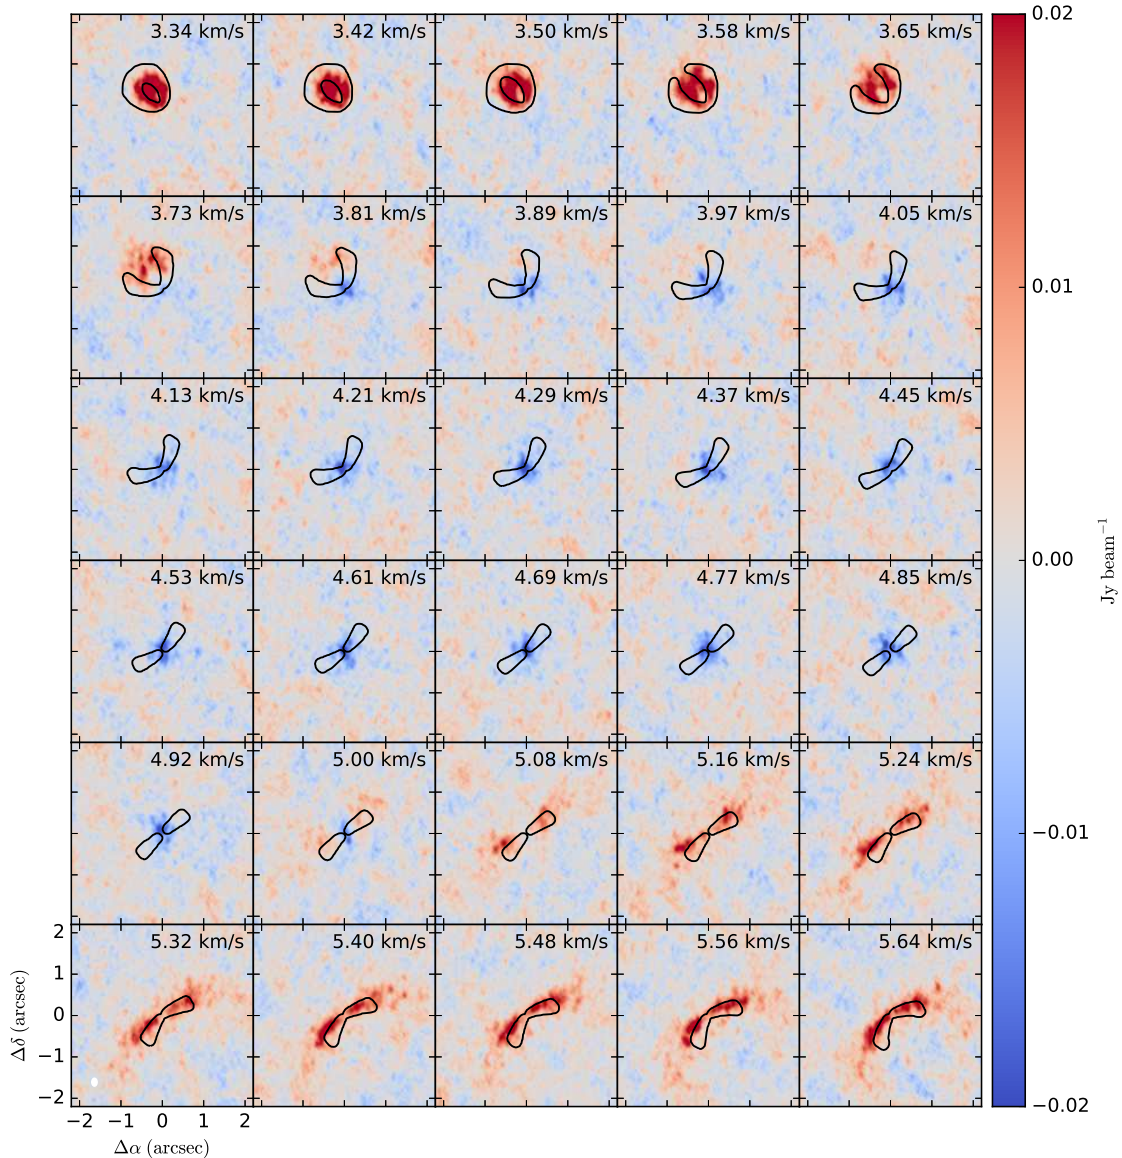 3.34 km/s 3.42 km/s 3.50 km/s 3.58 km/s 3.65 km/s 0.02
3.73 km/s 3.81 km/s 3.89 km/s 3.97 km/s 4.05 km/s
0.01
4.13 km/s 4.21 km/s 4.29 km/s 4.37 km/s 4.45 km/s
Jy beam⁻¹
0.00
4.53 km/s 4.61 km/s 4.69 km/s 4.77 km/s 4.85 km/s
4.92 km/s 5.00 km/s 5.08 km/s 5.16 km/s 5.24 km/s
−0.01
5.32 km/s 5.40 km/s 5.48 km/s 5.56 km/s 5.64 km/s
2
1
0
−1
−2
Δδ (arcsec)
−0.02
−2 −1 0 1 2
Δα (arcsec)